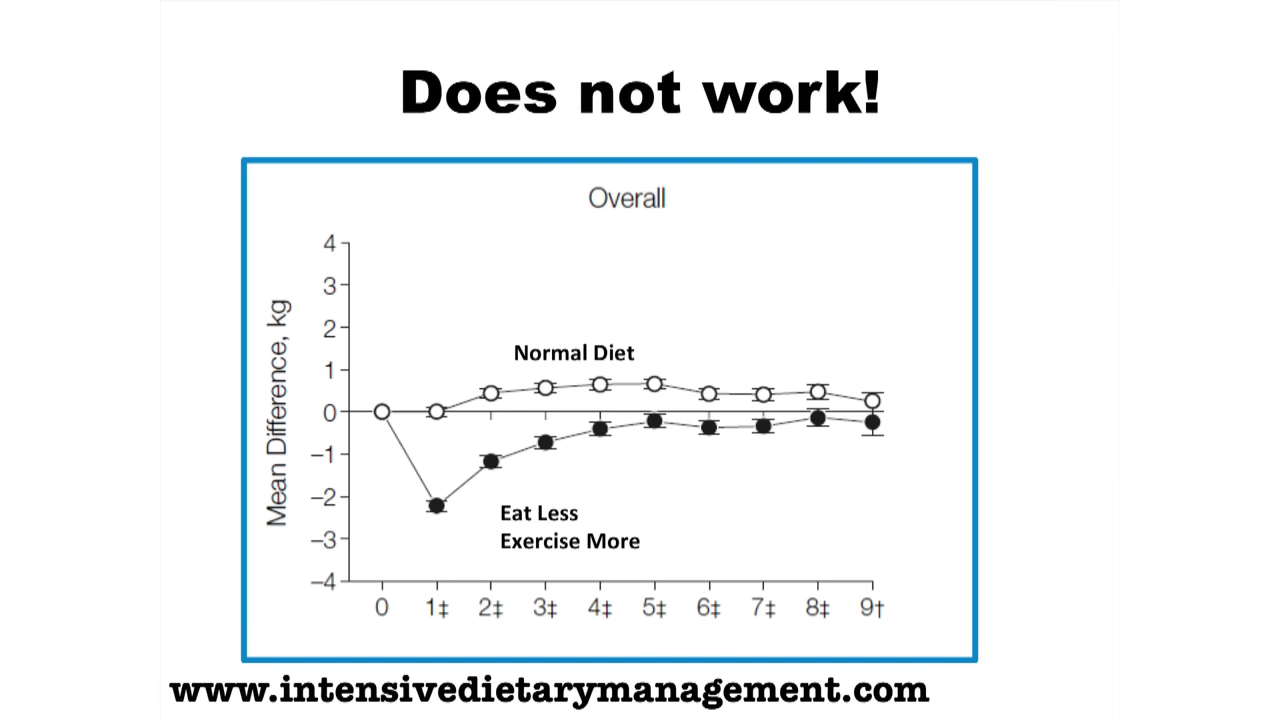 Does not work!
Overall
Mean Difference, kg
4
3
2
1
0
−1
−2
−3
−4
Normal Diet
Eat Less
Exercise More
0 1‡ 2‡ 3‡ 4‡ 5‡ 6‡ 7‡ 8‡ 9†
www.intensivedietarymanagement.com